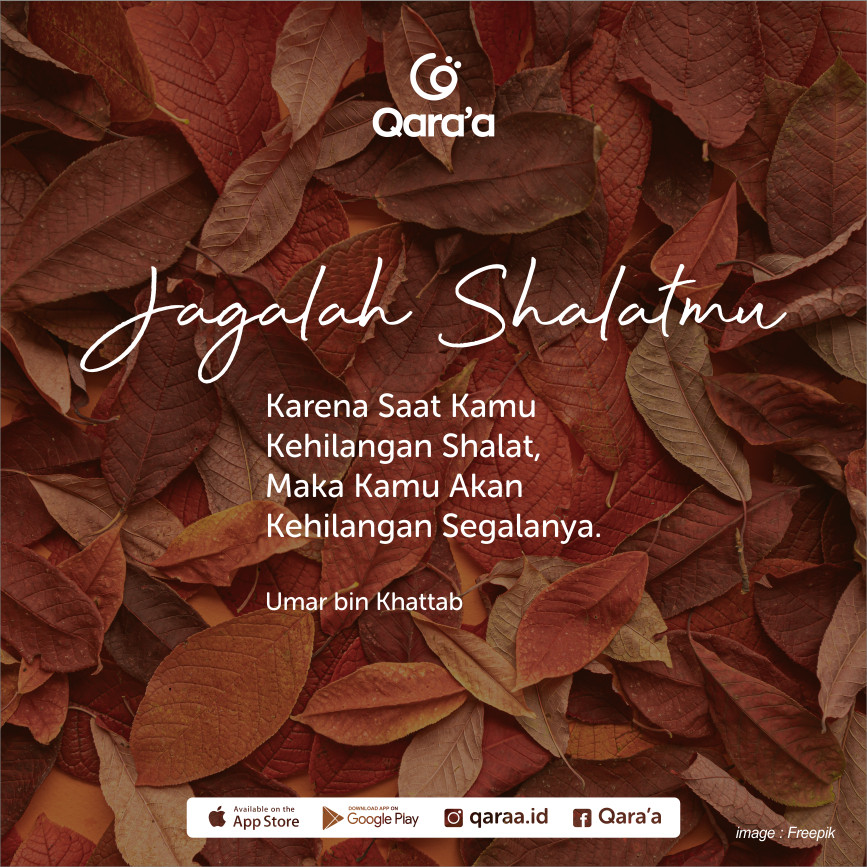 Qara'a
Jagalah Shalatmu
Karena Saat Kamu
Kehilangan Shalat,
Maka Kamu Akan
Kehilangan Segalanya.
Umar bin Khattab
Available on the
App Store
DOWNLOAD APP ON
Google Play
qaraa.id
Qara'a
image : Freepik